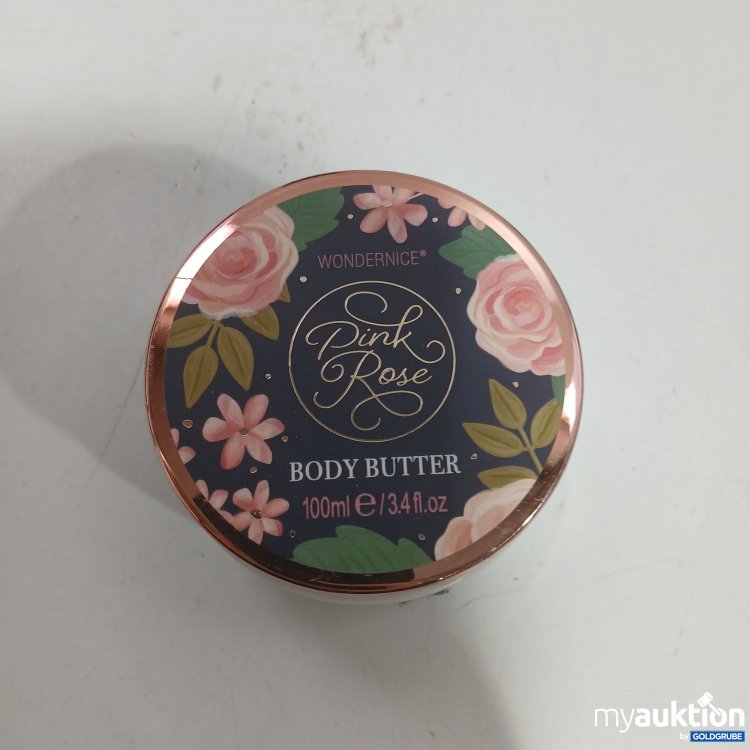 WONDERNICE®
Pink
Rose
BODY BUTTER
100ml ℮ / 3.4 fl.oz
myauktion
by GOLDGRUBE